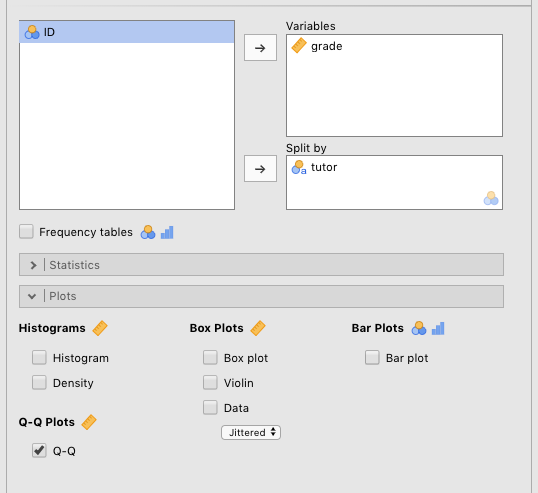 Variables
ID
→
grade
Split by
→
tutor
Frequency tables
| Statistics
| Plots
Histograms
Box Plots
Bar Plots
Histogram
Box plot
Bar plot
Density
Violin
Data
Q-Q Plots
Jittered
Q-Q